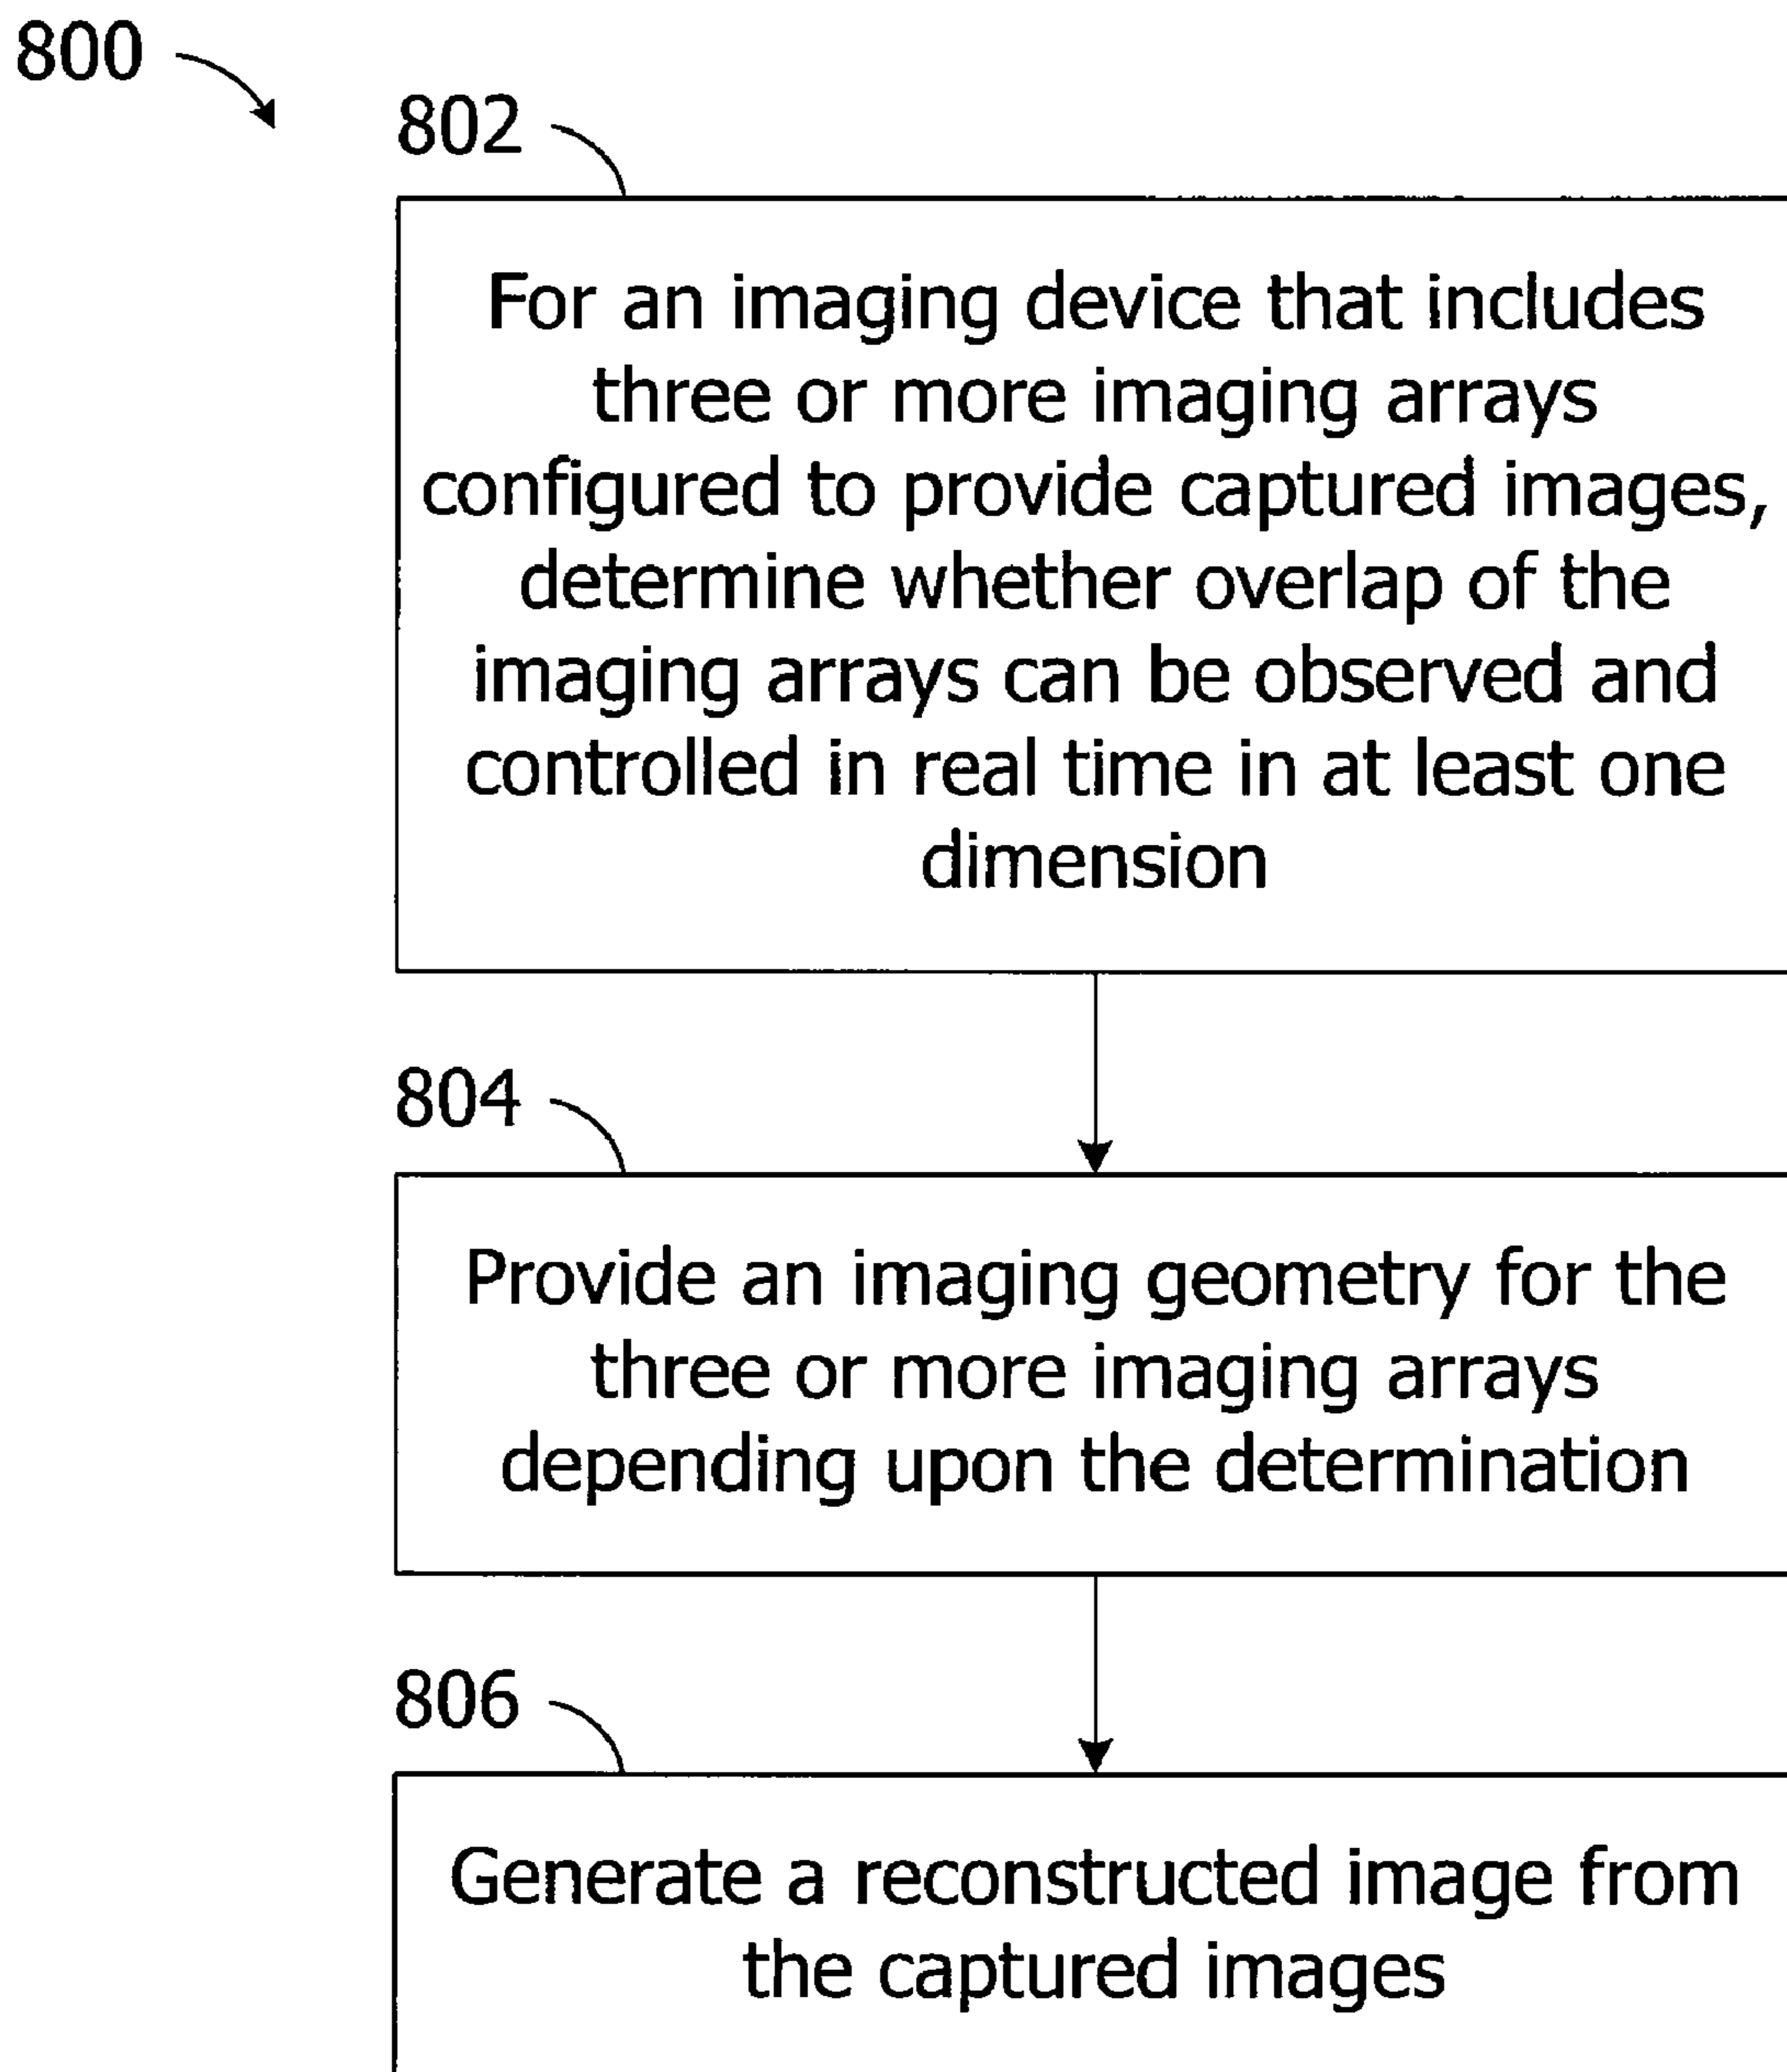 800
802
For an imaging device that includes
three or more imaging arrays
configured to provide captured images,
determine whether overlap of the
imaging arrays can be observed and
controlled in real time in at least one
dimension
804
Provide an imaging geometry for the
three or more imaging arrays
depending upon the determination
806
Generate a reconstructed image from
the captured images